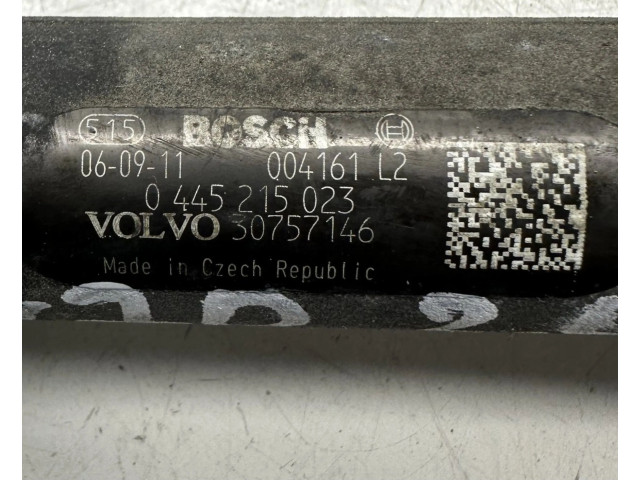 515 BOSCH
06-09-11 004161 L2
0 445 215 023
VOLVO 30757146
Made in Czech Republic